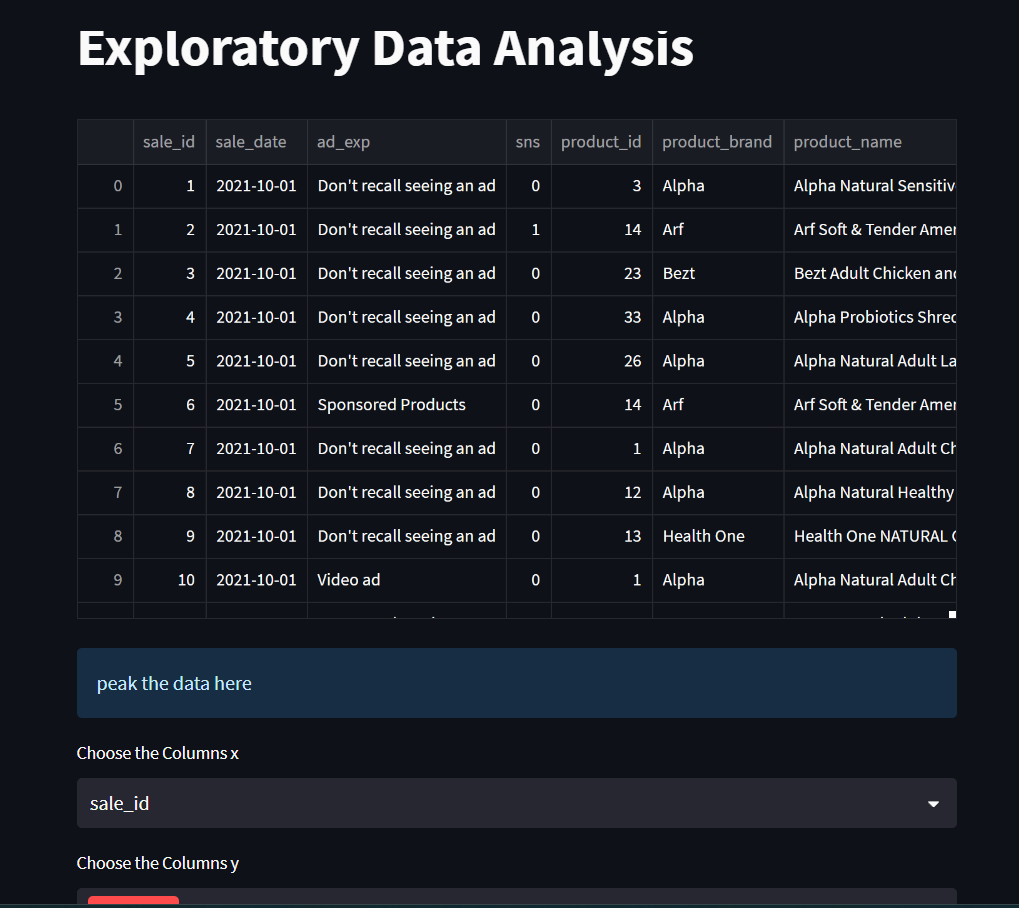 Exploratory Data Analysis
sale_id sale_date ad_exp sns product_id product_brand product_name
0 1 2021-10-01 Don't recall seeing an ad 0 3 Alpha Alpha Natural
1 2 2021-10-01 Don't recall seeing an ad 1 14 Arf Arf Soft & Tender
2 3 2021-10-01 Don't recall seeing an ad 0 23 Bezt Bezt Adult Chicken
3 4 2021-10-01 Don't recall seeing an ad 0 33 Alpha Alpha Probiotics
4 5 2021-10-01 Don't recall seeing an ad 0 26 Alpha Alpha Natural Adult
5 6 2021-10-01 Sponsored Products 0 14 Arf Arf Soft & Tender
6 7 2021-10-01 Don't recall seeing an ad 0 1 Alpha Alpha Natural Adult
7 8 2021-10-01 Don't recall seeing an ad 0 12 Alpha Alpha Natural Healthy
8 9 2021-10-01 Don't recall seeing an ad 0 13 Health One Health One NATURAL
9 10 2021-10-01 Video ad 0 1 Alpha Alpha Natural Adult
peak the data here
Choose the Columns x
sale_id
Choose the Columns y